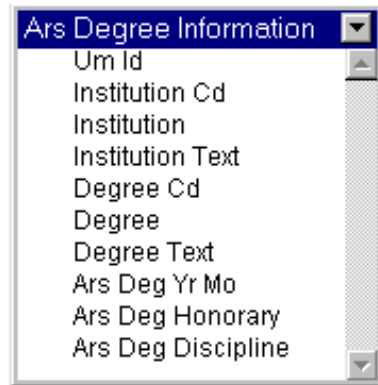 Ars Degree Information
Um Id
Institution Cd
Institution
Institution Text
Degree Cd
Degree
Degree Text
Ars Deg Yr Mo
Ars Deg Honorary
Ars Deg Discipline